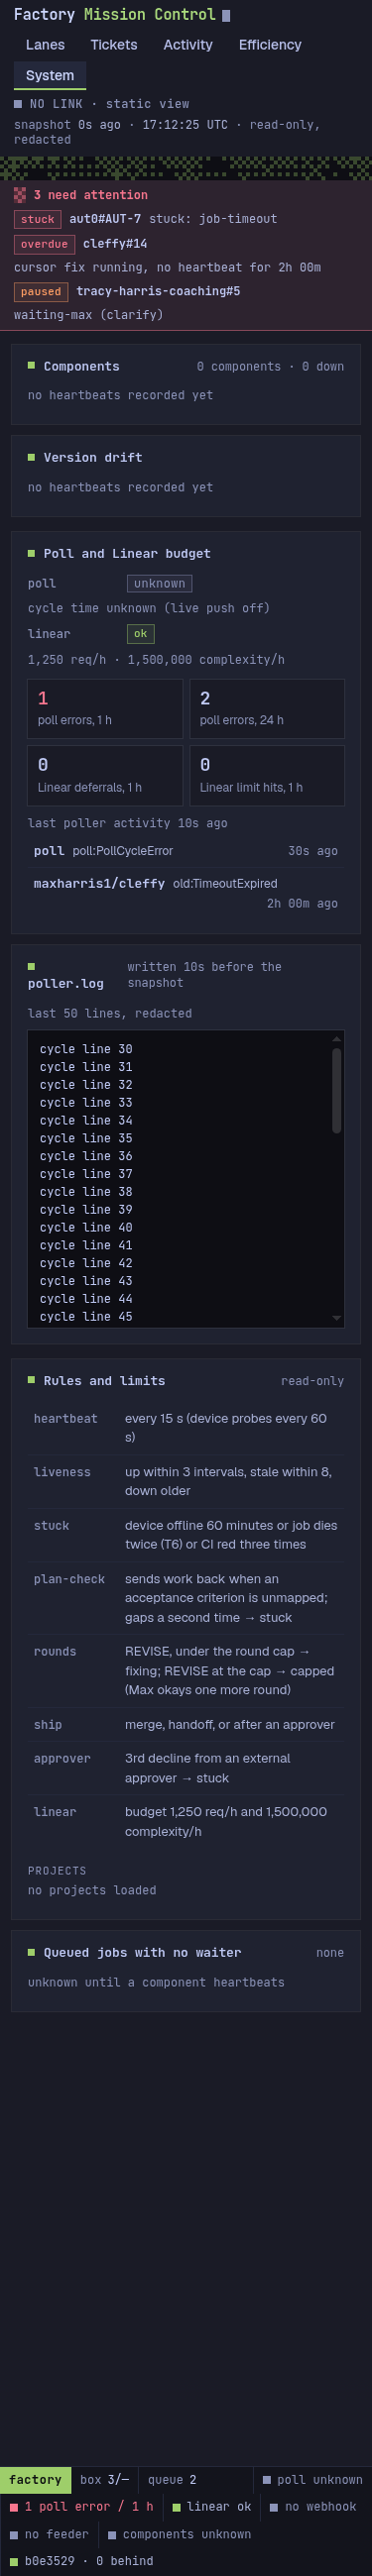 Factory Mission Control
Lanes Tickets Activity Efficiency
System
NO LINK · static view
snapshot 0s ago · 17:12:25 UTC · read-only,
redacted
3 need attention
stuck aut0#AUT-7 stuck: job-timeout
overdue cleffy#14
cursor fix running, no heartbeat for 2h 00m
paused tracy-harris-coaching#5
waiting-max (clarify)
Components 0 components · 0 down
no heartbeats recorded yet
Version drift
no heartbeats recorded yet
Poll and Linear budget
poll unknown
cycle time unknown (live push off)
linear ok
1,250 req/h · 1,500,000 complexity/h
1 2
poll errors, 1 h poll errors, 24 h
0 0
Linear deferrals, 1 h Linear limit hits, 1 h
last poller activity 10s ago
poll poll:PollCycleError 30s ago
maxharris1/cleffy old:TimeoutExpired
2h 00m ago
poller.log written 10s before the
snapshot
last 50 lines, redacted
cycle line 30
cycle line 31
cycle line 32
cycle line 33
cycle line 34
cycle line 35
cycle line 36
cycle line 37
cycle line 38
cycle line 39
cycle line 40
cycle line 41
cycle line 42
cycle line 43
cycle line 44
cycle line 45
Rules and limits read-only
heartbeat every 15 s (device probes every 60
s)
liveness up within 3 intervals, stale within 8,
down older
stuck device offline 60 minutes or job dies
twice (T6) or CI red three times
plan-check sends work back when an
acceptance criterion is unmapped;
gaps a second time → stuck
rounds REVISE, under the round cap →
fixing; REVISE at the cap → capped
(Max okays one more round)
ship merge, handoff, or after an approver
approver 3rd decline from an external
approver → stuck
linear budget 1,250 req/h and 1,500,000
complexity/h
PROJECTS
no projects loaded
Queued jobs with no waiter none
unknown until a component heartbeats
factory box 3/— queue 2 poll unknown
1 poll error / 1 h linear ok no webhook
no feeder components unknown
b0e3529 · 0 behind